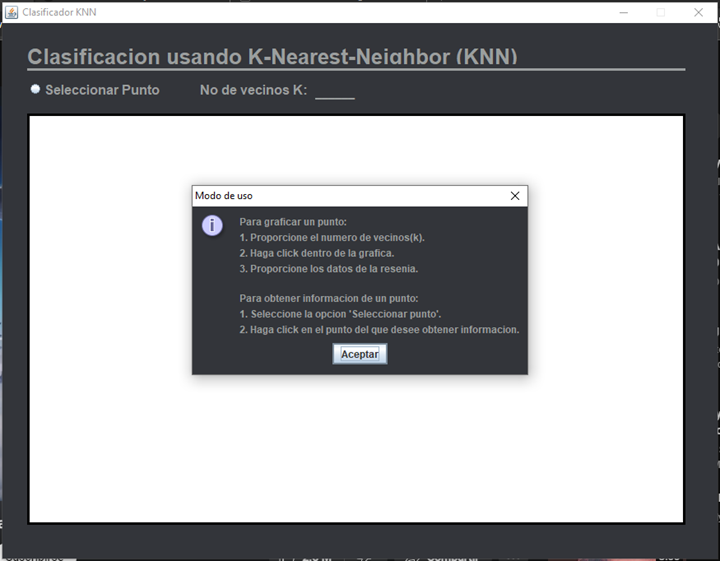 Clasificador KNN
Clasificacion usando K-Nearest-Neighbor (KNN)
Seleccionar Punto No de vecinos K:
Modo de uso
Para graficar un punto:
1. Proporcione el numero de vecinos(k).
2. Haga click dentro de la grafica.
3. Proporcione los datos de la resenia.
Para obtener informacion de un punto:
1. Seleccione la opcion 'Seleccionar punto'.
2. Haga click en el punto del que desee obtener informacion.
Aceptar